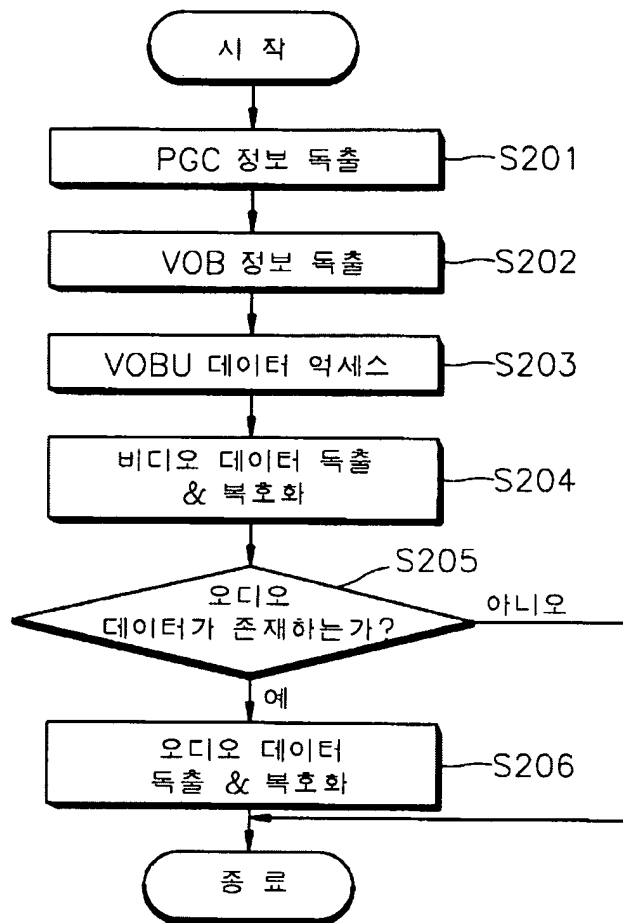 시 작
PGC 정보 독출
S201
VOB 정보 독출
S202
VOBU 데이터 억세스
S203
비디오 데이터 독출
& 복호화
S204
S205
오디오
데이터가 존재하는가?
아니오
예
오디오 데이터
독출 & 복호화
S206
종 료